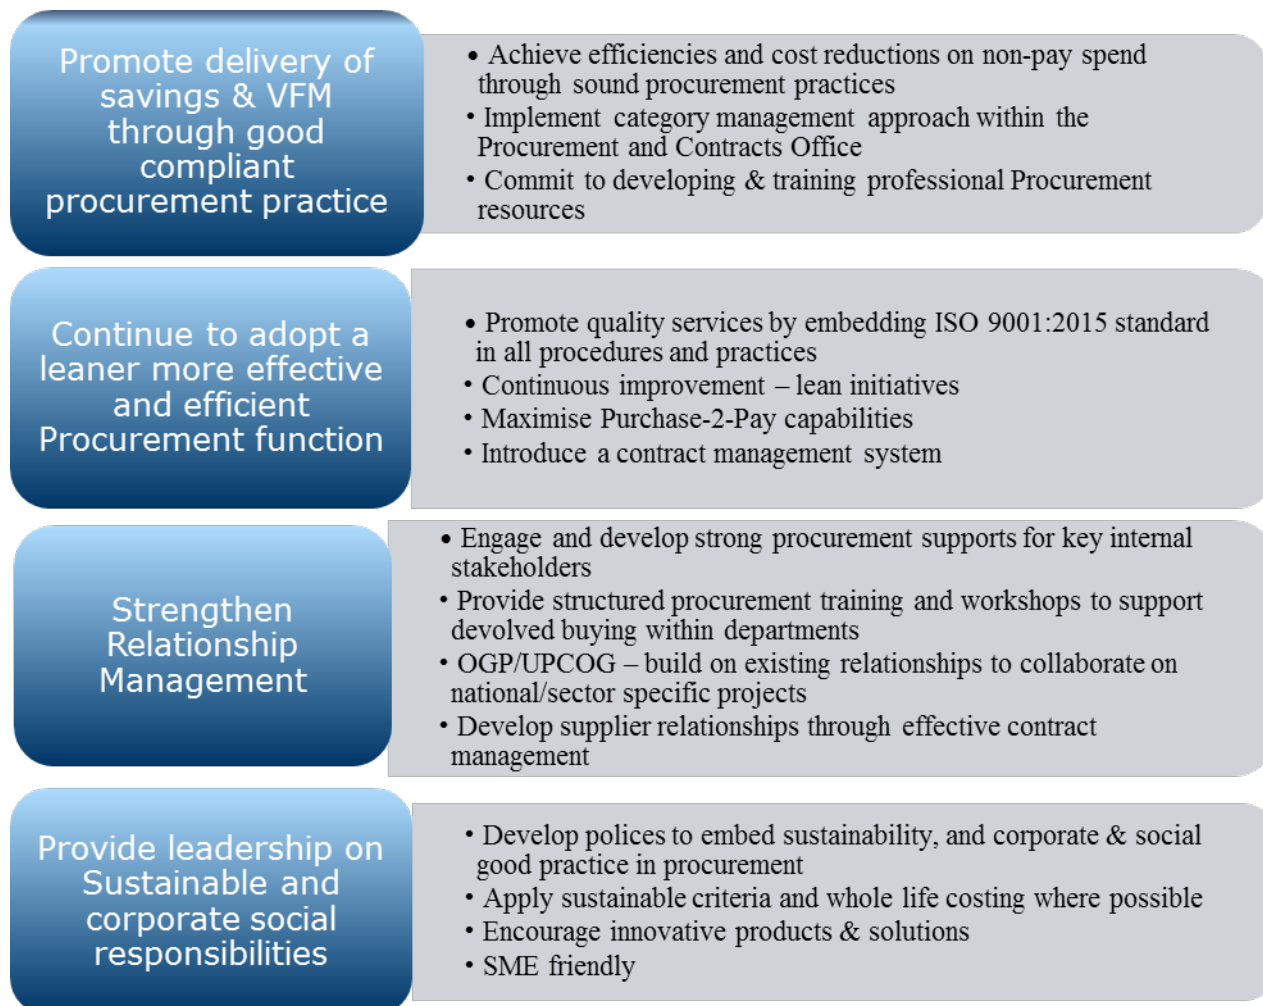 Promote delivery of
savings & VFM
through good
compliant
procurement practice
• Achieve efficiencies and cost reductions on non-pay spend
through sound procurement practices
• Implement category management approach within the
Procurement and Contracts Office
• Commit to developing & training professional Procurement
resources
Continue to adopt a
leaner more effective
and efficient
Procurement function
• Promote quality services by embedding ISO 9001:2015 standard
in all procedures and practices
• Continuous improvement – lean initiatives
• Maximise Purchase-2-Pay capabilities
• Introduce a contract management system
Strengthen
Relationship
Management
• Engage and develop strong procurement supports for key internal
stakeholders
• Provide structured procurement training and workshops to support
devolved buying within departments
• OGP/UPCOG – build on existing relationships to collaborate on
national/sector specific projects
• Develop supplier relationships through effective contract
management
Provide leadership on
Sustainable and
corporate social
responsibilities
• Develop polices to embed sustainability, and corporate & social
good practice in procurement
• Apply sustainable criteria and whole life costing where possible
• Encourage innovative products & solutions
• SME friendly